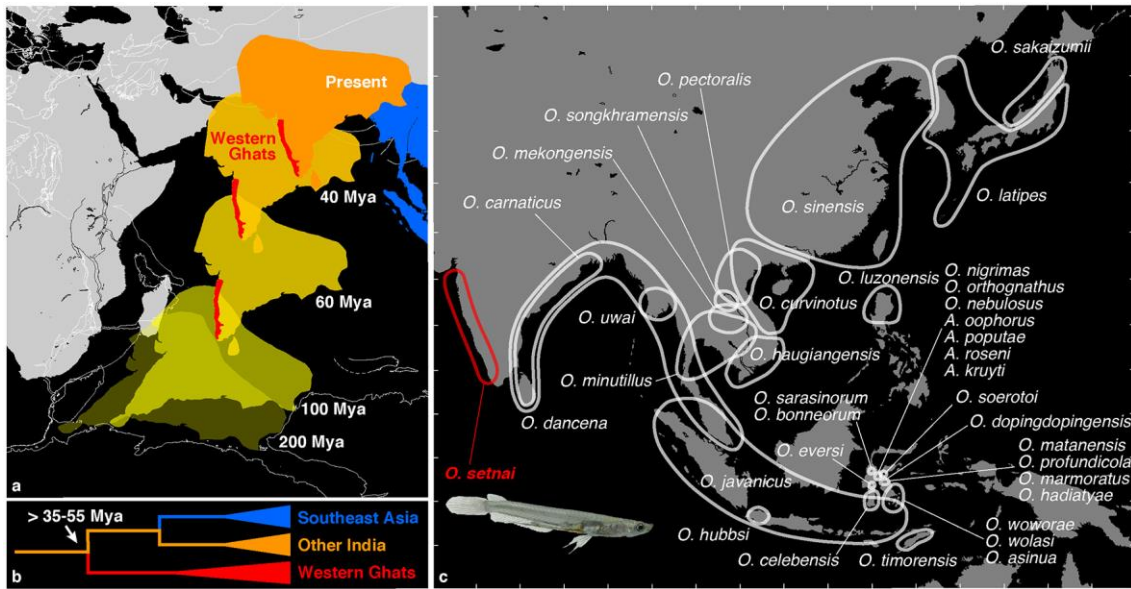 Present
Western
Ghats
40 Mya
60 Mya
100 Mya
200 Mya
a
> 35-55 Mya
Southeast Asia
Other India
Western Ghats
b
O. sakaizumii
O. pectoralis
O. songkhramensis
O. mekongensis
O. carnaticus
O. sinensis
O. latipes
O. luzonensis
O. nigrimas
O. orthognathus
O. nebulosus
A. oophorus
A. poputae
A. roseni
A. kruyti
O. curvinotus
O. uwai
O. haugiangensis
O. minutillus
O. dancena
O. sarasinorum
O. bonneorum
O. soerotoi
O. dopingdopingensis
O. eversi
O. matanensis
O. profundicola
O. marmoratus
O. hadiatyae
O. setnai
O. javanicus
O. hubbsi
O. celebensis
O. timorensis
O. woworae
O. wolasi
O. asinua
c